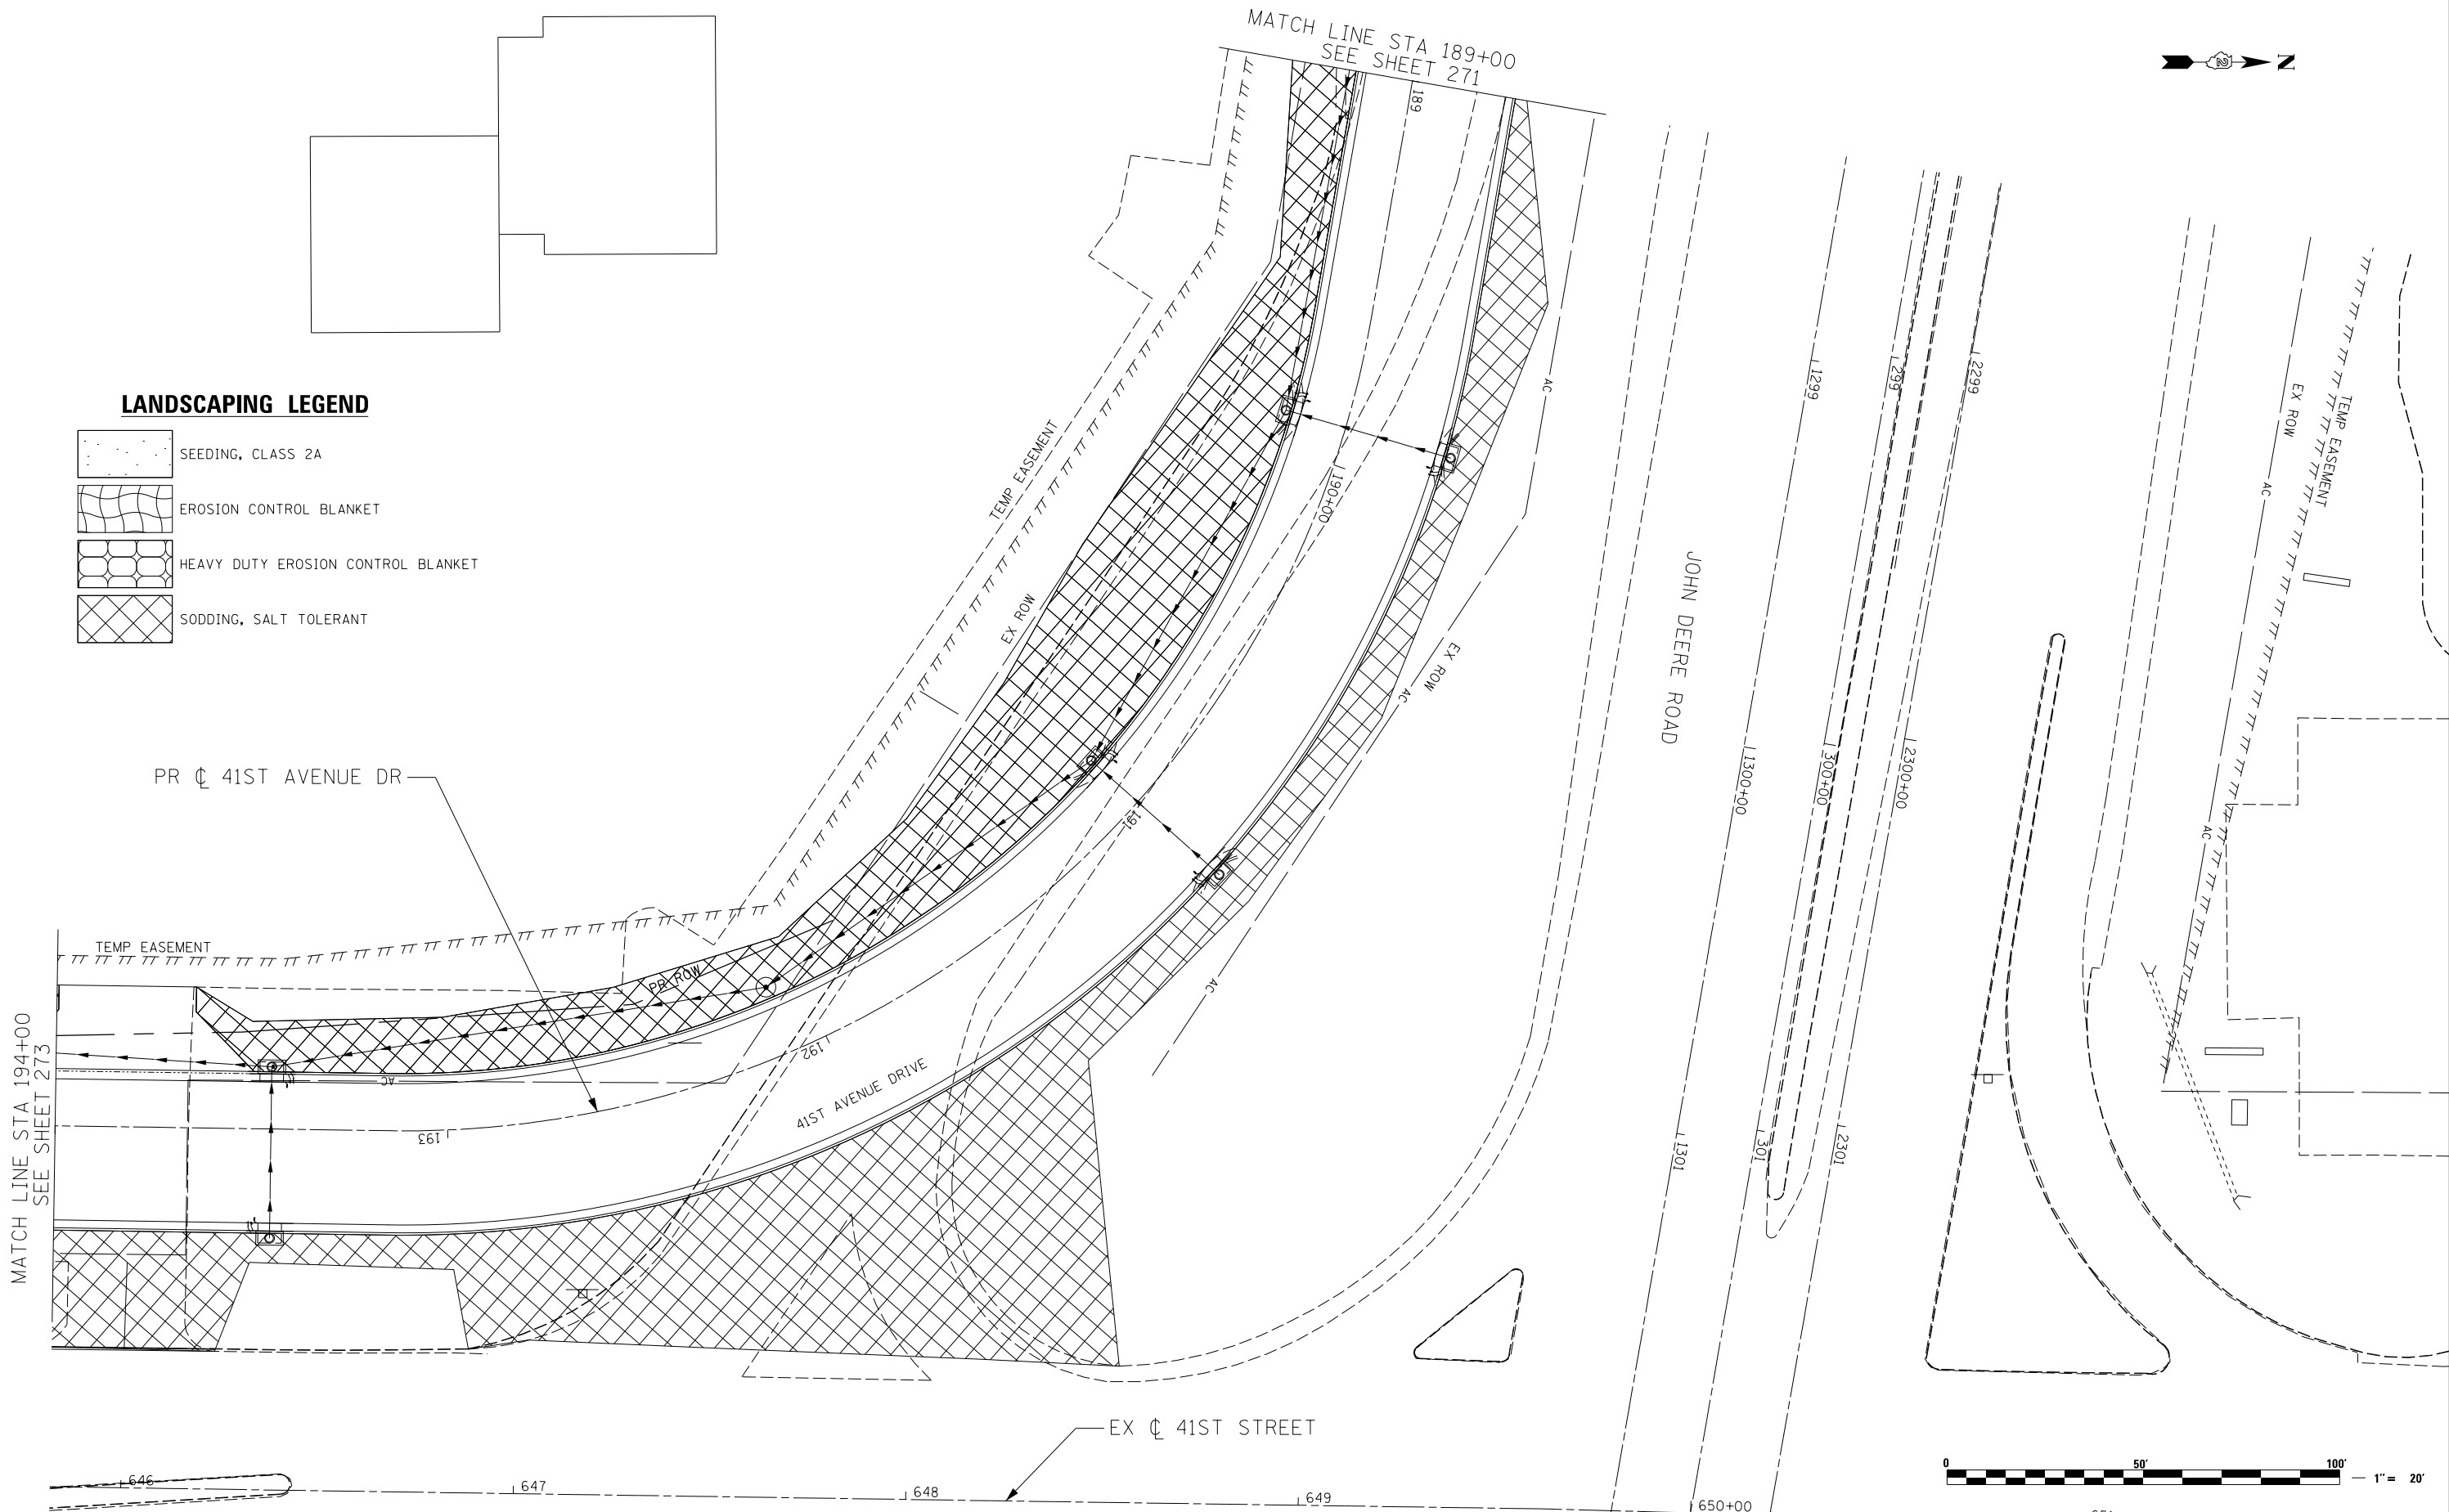 MATCH LINE STA 189+00
SEE SHEET 271
N
189
LANDSCAPING LEGEND
SEEDING, CLASS 2A
EROSION CONTROL BLANKET
HEAVY DUTY EROSION CONTROL BLANKET
SODDING, SALT TOLERANT
TEMP EASEMENT
EX ROW
190+00
AC
EX ROW
AC
JOHN DEERE ROAD
1299
299
2299
EX ROW
TEMP EASEMENT
AC
AC
1300+00
300+00
2300+00
PR ℄ 41ST AVENUE DR
191
AC
TEMP EASEMENT
PR ROW
AC
192
193
41ST AVENUE DRIVE
MATCH LINE STA 194+00
SEE SHEET 273
1301
301
2301
EX ℄ 41ST STREET
646
647
648
649
650+00
0 50' 100'
1" = 20'